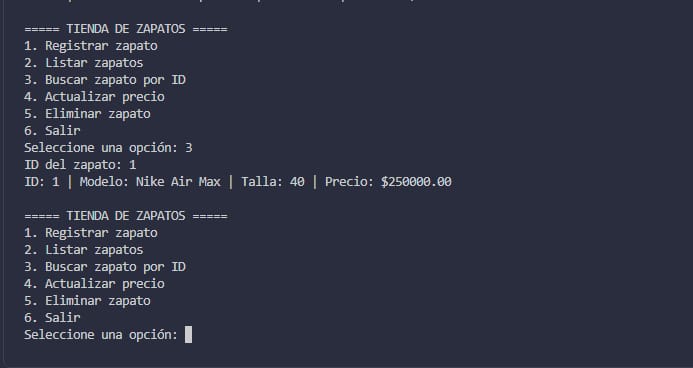 ===== TIENDA DE ZAPATOS =====
1. Registrar zapato
2. Listar zapatos
3. Buscar zapato por ID
4. Actualizar precio
5. Eliminar zapato
6. Salir
Seleccione una opción: 3
ID del zapato: 1
ID: 1 | Modelo: Nike Air Max | Talla: 40 | Precio: $250000.00
===== TIENDA DE ZAPATOS =====
1. Registrar zapato
2. Listar zapatos
3. Buscar zapato por ID
4. Actualizar precio
5. Eliminar zapato
6. Salir
Seleccione una opción: